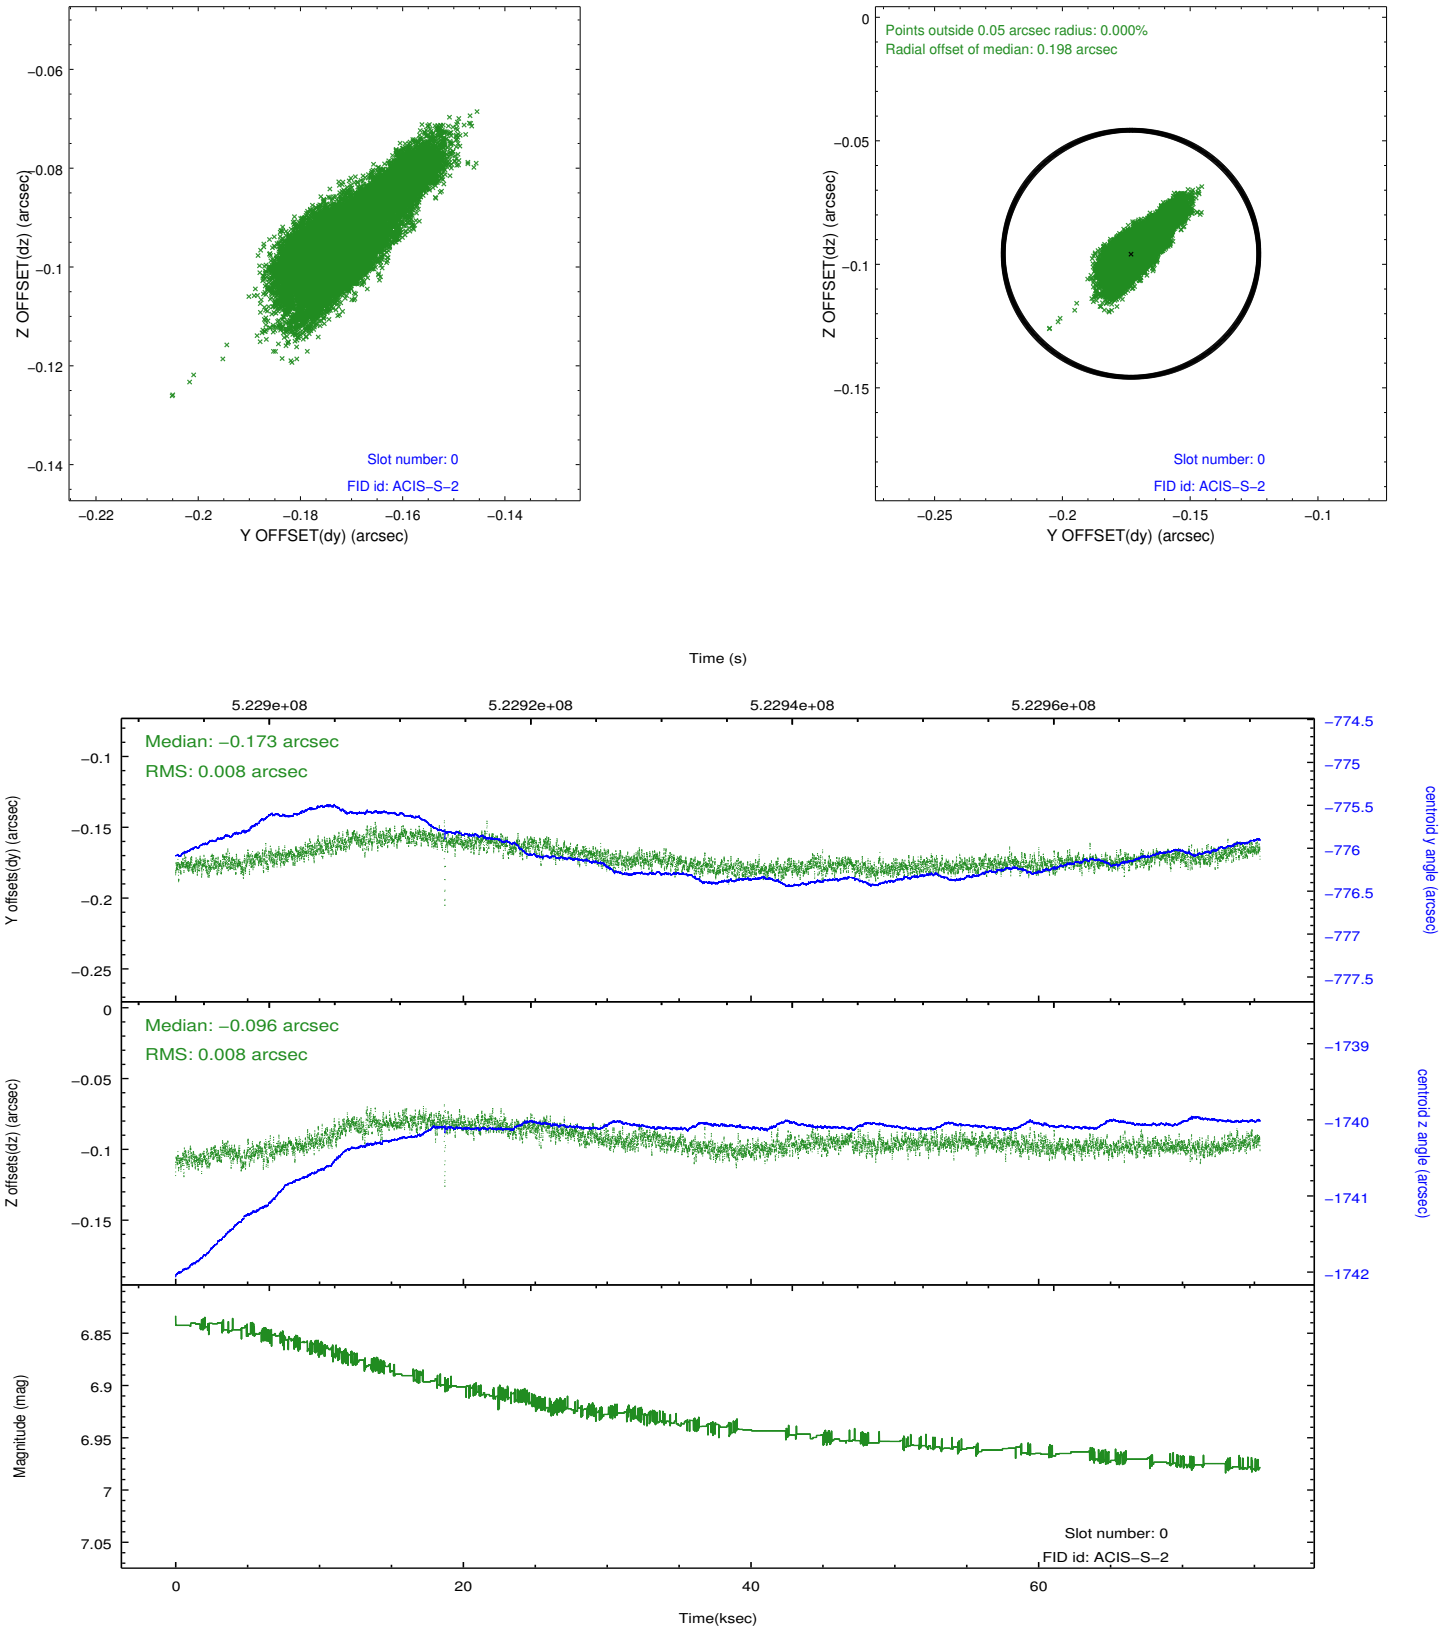 −0.06
−0.08
−0.1
−0.12
−0.14
Z OFFSET(dz) (arcsec)
Slot number: 0
FID id: ACIS−S−2
−0.22
−0.2
−0.18
−0.16
−0.14
Y OFFSET(dy) (arcsec)
Points outside 0.05 arcsec radius: 0.000%
Radial offset of median: 0.198 arcsec
0
−0.05
−0.1
−0.15
Z OFFSET(dz) (arcsec)
Slot number: 0
FID id: ACIS−S−2
−0.25
−0.2
−0.15
−0.1
Y OFFSET(dy) (arcsec)
Time (s)
5.229e+08
5.2292e+08
5.2294e+08
5.2296e+08
Median: −0.173 arcsec
RMS: 0.008 arcsec
−0.1
−0.15
−0.2
−0.25
Y offsets(dy) (arcsec)
−774.5
−775
−775.5
−776
−776.5
−777
−777.5
centroid y angle (arcsec)
Median: −0.096 arcsec
RMS: 0.008 arcsec
0
−0.05
−0.1
−0.15
Z offsets(dz) (arcsec)
−1739
−1740
−1741
−1742
centroid z angle (arcsec)
6.85
6.9
6.95
7
7.05
Magnitude (mag)
Slot number: 0
FID id: ACIS−S−2
0
20
40
60
Time(ksec)